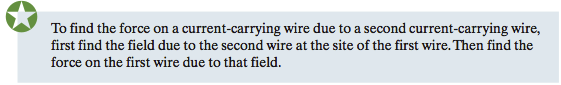 To find the force on a current-carrying wire due to a second current-carrying wire,
first find the field due to the second wire at the site of the first wire. Then find the
force on the first wire due to that field.